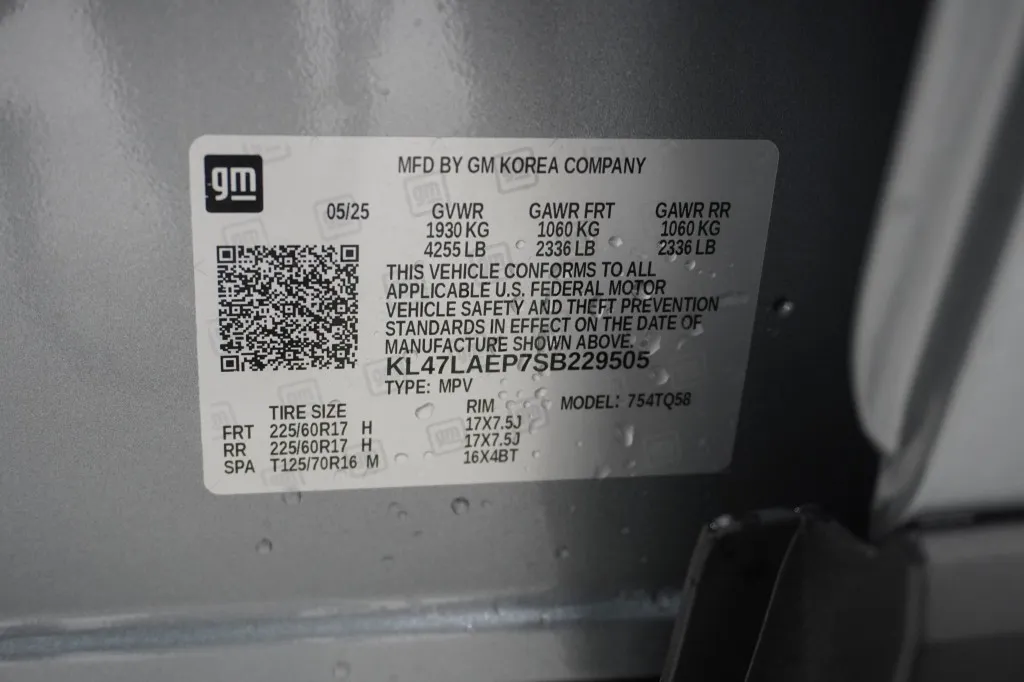 gm
MFD BY GM KOREA COMPANY
05/25 GVWR GAWR FRT GAWR RR
1930 KG 1060 KG 1060 KG
4255 LB 2336 LB 2336 LB
THIS VEHICLE CONFORMS TO ALL
APPLICABLE U.S. FEDERAL MOTOR
VEHICLE SAFETY AND THEFT PREVENTION
STANDARDS IN EFFECT ON THE DATE OF
MANUFACTURE SHOWN ABOVE.
KL47LAEP7SB229505
TYPE: MPV
TIRE SIZE RIM MODEL: 754TQ58
FRT 225/60R17 H 17X7.5J
RR 225/60R17 H 17X7.5J
SPA T125/70R16 M 16X4BT